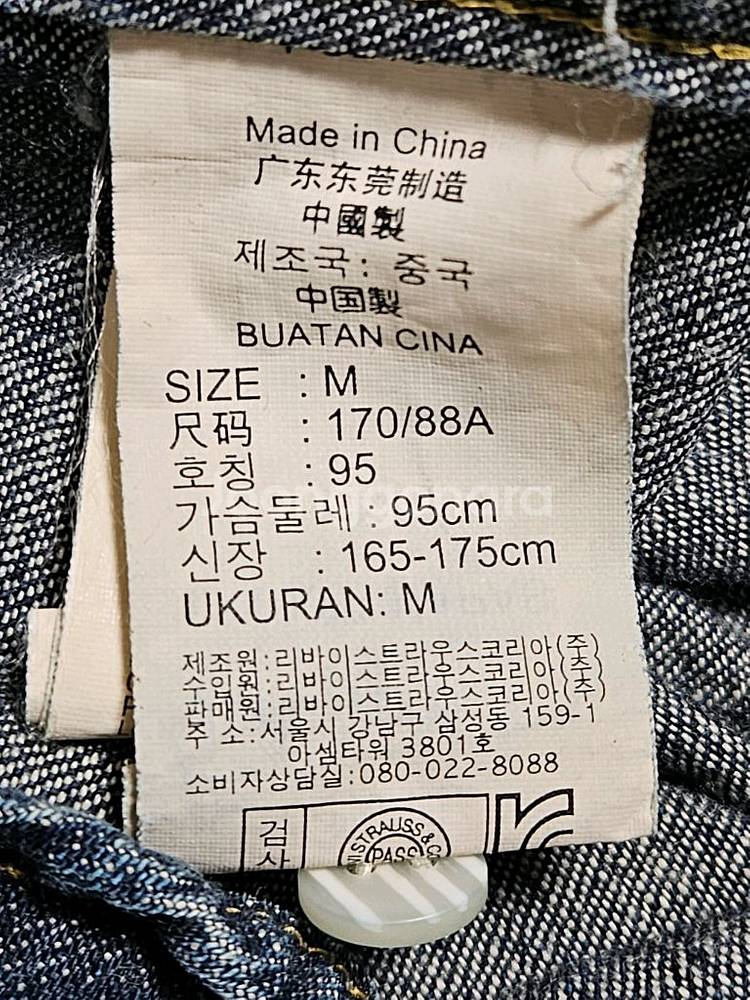 Made in China
广东东莞制造
中國製
제조국: 중국
中国製
BUATAN CINA
SIZE : M
尺码 : 170/88A
호칭 : 95
가슴둘레 : 95cm
신장 : 165-175cm
UKURAN: M
제조원:리바이스트라우스코리아(주)
수입원:리바이스트라우스코리아(주)
판매원:리바이스트라우스코리아(주)
주 소:서울시 강남구 삼성동 159-1
아셈타워 3801호
소비자상담실:080-022-8088
검
STRAUSS &
PASS